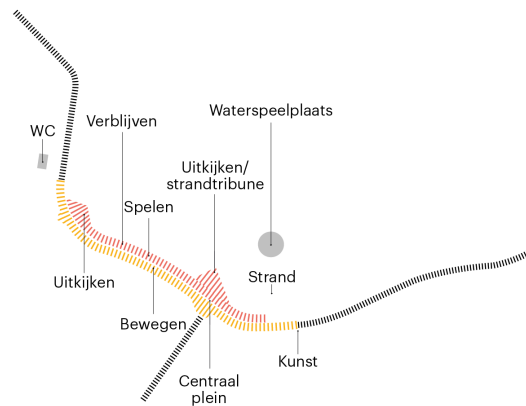 Waterspeelplaats
Verblijven
WC
Uitkijken/
strandtribune
Spelen
Uitkijken
Strand
Bewegen
Kunst
Centraal
plein